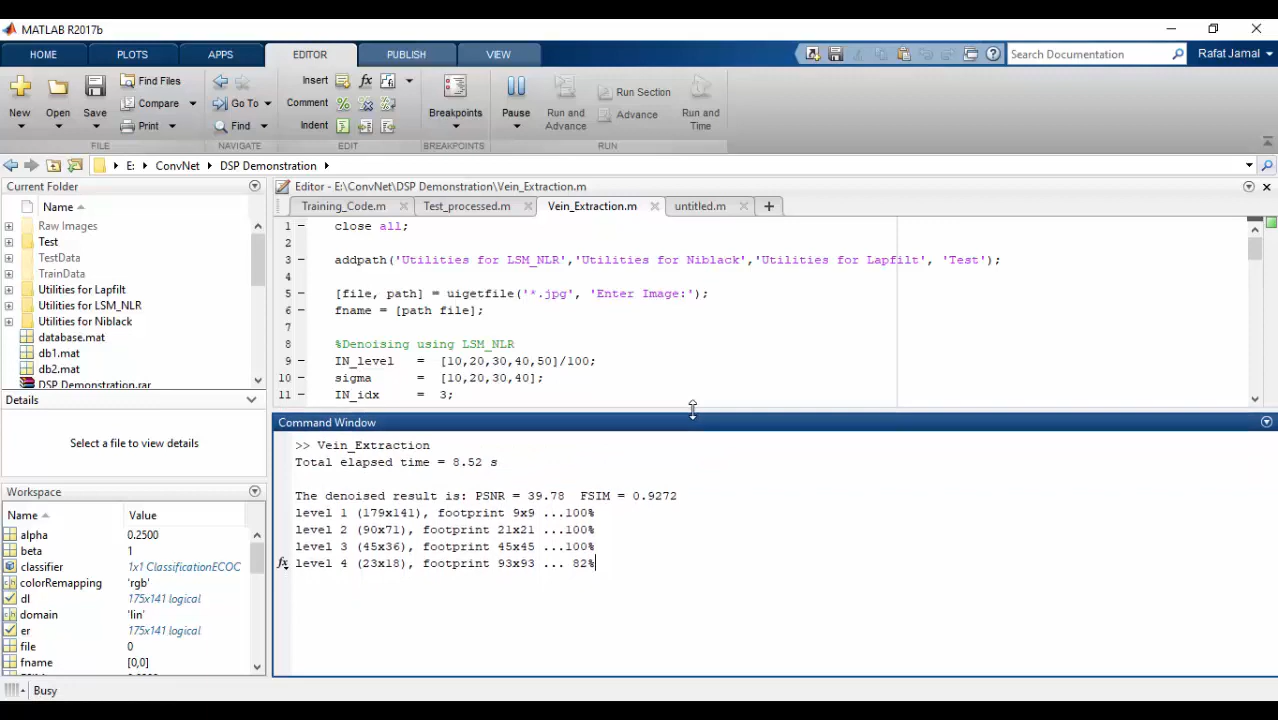 MATLAB R2017b
HOME PLOTS APPS EDITOR PUBLISH VIEW Search Documentation Rafat Jamal
New Open Save Find Files Compare Print Go To Find Insert fx Comment Indent Breakpoints Pause Run and Advance Run Section Advance Run and Time
FILE NAVIGATE EDIT BREAKPOINTS RUN
E: ConvNet DSP Demonstration
Current Folder
Name
Raw Images
Test
TestData
TrainData
Utilities for Lapfilt
Utilities for LSM_NLR
Utilities for Niblack
database.mat
db1.mat
db2.mat
DSP Demonstration.rar
Details
Select a file to view details
Workspace
Name Value
alpha 0.2500
beta 1
classifier 1x1 ClassificationECOC
colorRemapping 'rgb'
dl 175x141 logical
domain 'lin'
er 175x141 logical
file 0
fname [0,0]
Editor - E:\ConvNet\DSP Demonstration\Vein_Extraction.m
Training_Code.m Test_processed.m Vein_Extraction.m untitled.m
1 close all;
2
3 addpath('Utilities for LSM_NLR','Utilities for Niblack','Utilities for Lapfilt', 'Test');
4
5 [file, path] = uigetfile('*.jpg', 'Enter Image:');
6 fname = [path file];
7
8 %Denoising using LSM_NLR
9 IN_level = [10,20,30,40,50]/100;
10 sigma = [10,20,30,40];
11 IN_idx = 3;
Command Window
>> Vein_Extraction
Total elapsed time = 8.52 s
The denoised result is: PSNR = 39.78 FSIM = 0.9272
level 1 (179x141), footprint 9x9 ...100%
level 2 (90x71), footprint 21x21 ...100%
level 3 (45x36), footprint 45x45 ...100%
fx level 4 (23x18), footprint 93x93 ... 82%
Busy